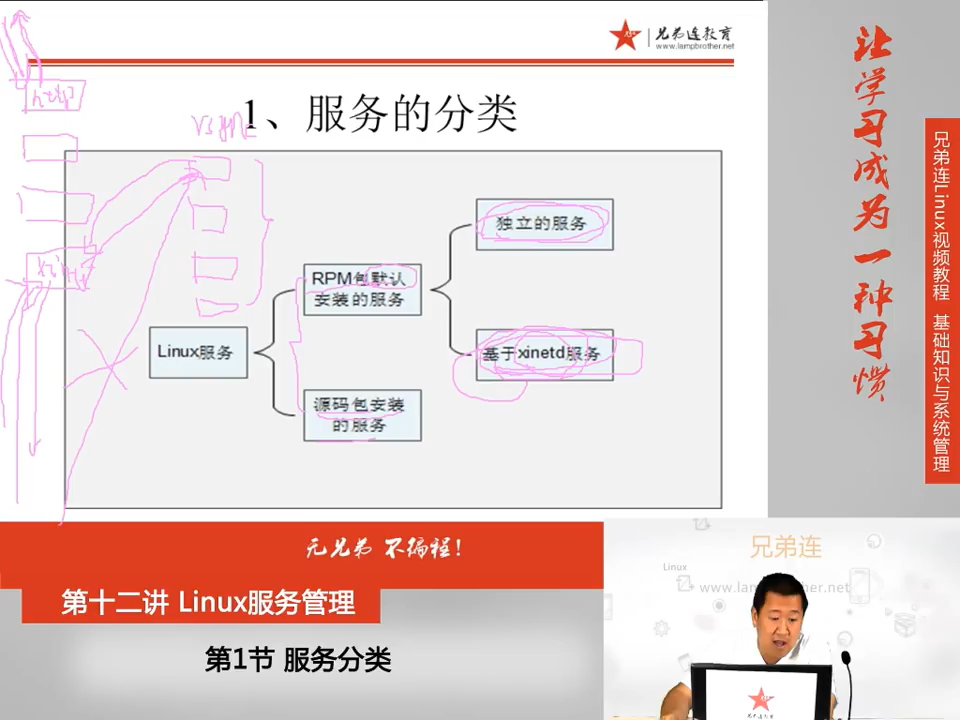 兄弟连教育
www.lampbrother.net
http
rsync
1、服务的分类
独立的服务
RPM包默认
安装的服务
Linux服务
基于xinetd服务
源码包安装
的服务
让学习成为一种习惯
兄弟连Linux视频教程 基础知识与系统管理
无兄弟 不编程!
第十二讲 Linux服务管理
第1节 服务分类
兄弟连
Linux